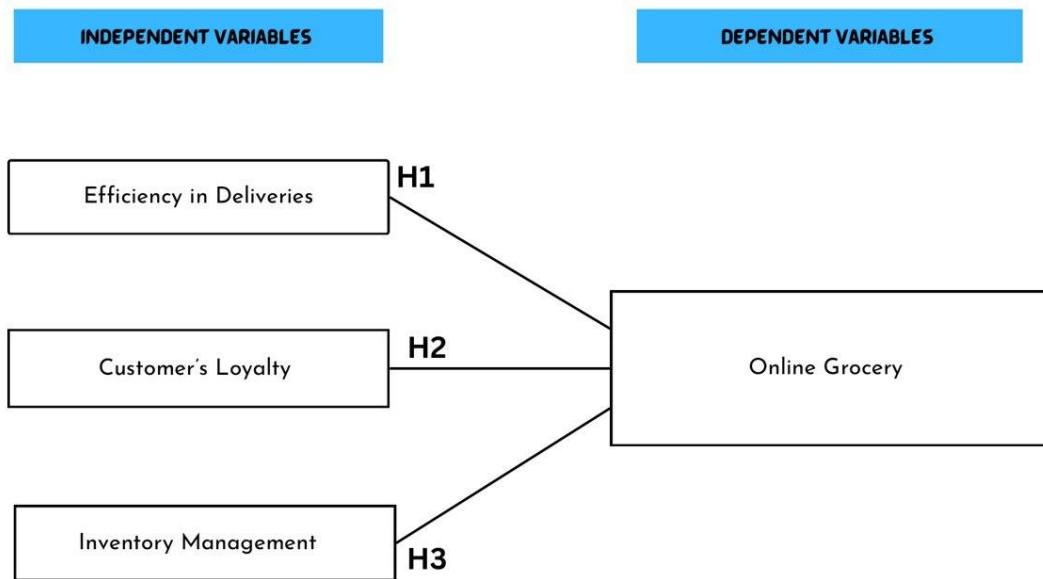 INDEPENDENT VARIABLES
DEPENDENT VARIABLES
Efficiency in Deliveries
H1
Customer's Loyalty
H2
Online Grocery
Inventory Management
H3